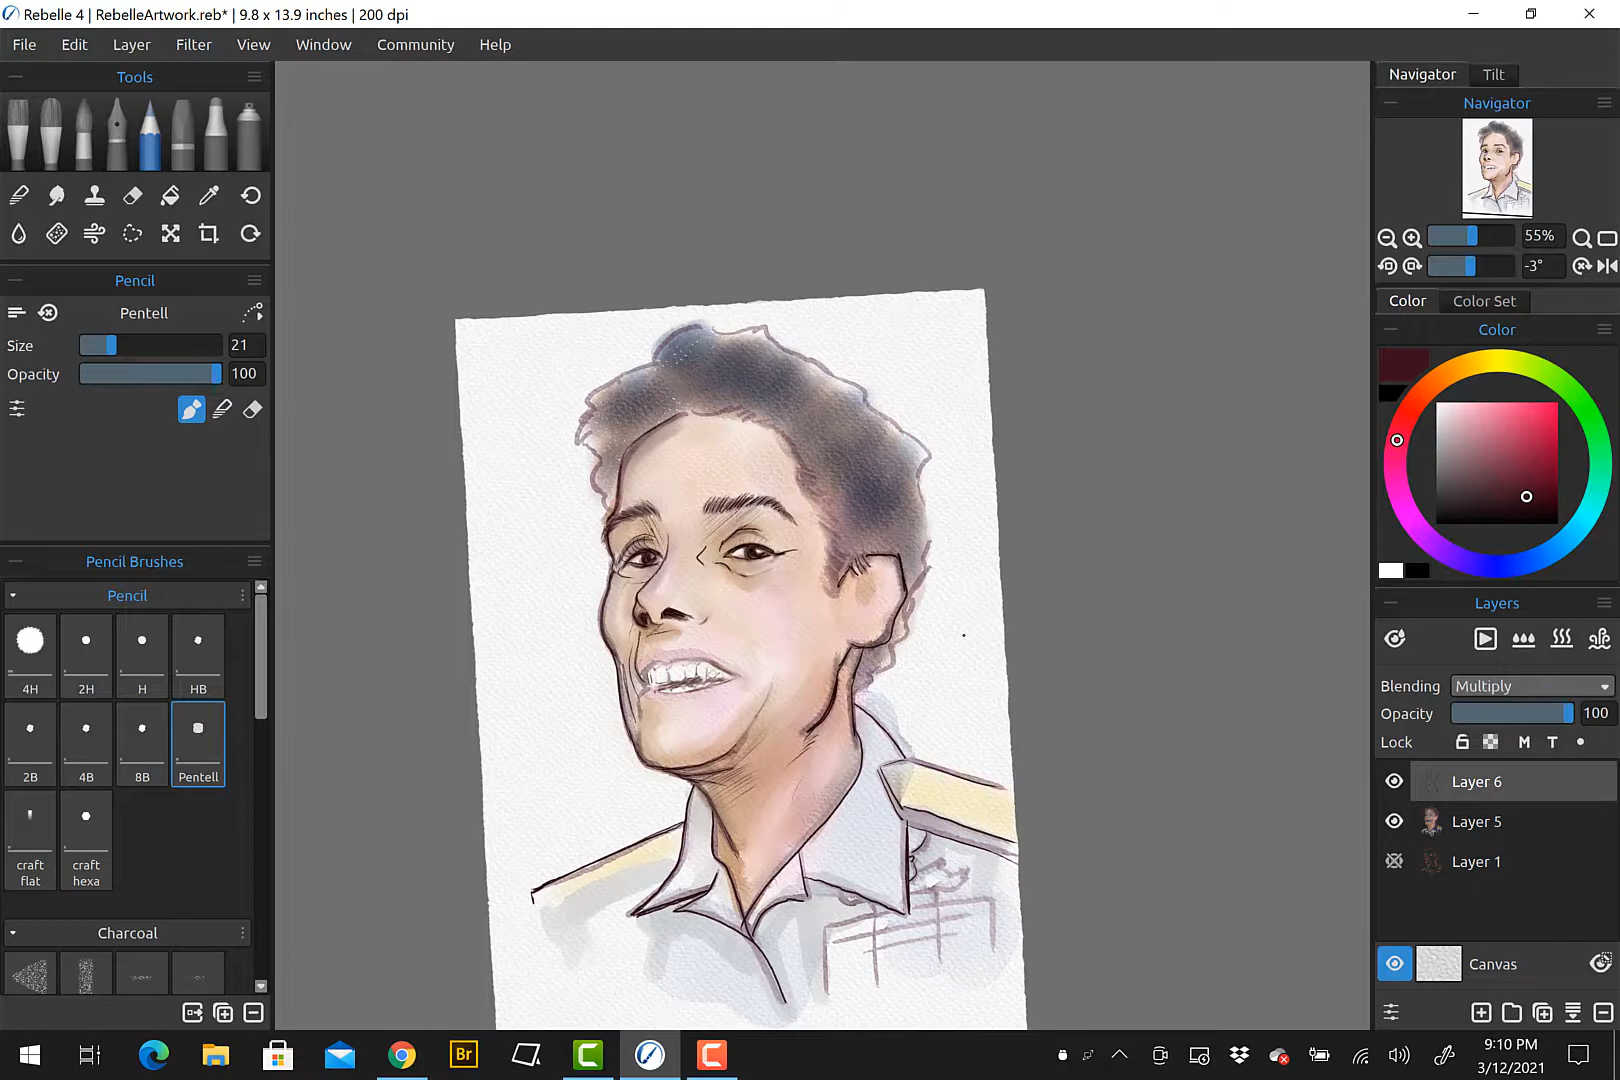 Rebelle 4 | RebelleArtwork.reb* | 9.8 x 13.9 inches | 200 dpi
File Edit Layer Filter View Window Community Help
Tools
Pencil
Pentell
Size 21
Opacity 100
Pencil Brushes
Pencil
4H 2H H HB
2B 4B 8B Pentell
craft flat craft hexa
Charcoal
Navigator Tilt
Navigator
55%
-3°
Color Color Set
Color
Layers
Blending Multiply
Opacity 100
Lock M T
Layer 6
Layer 5
Layer 1
Canvas
Br
9:10 PM
3/12/2021